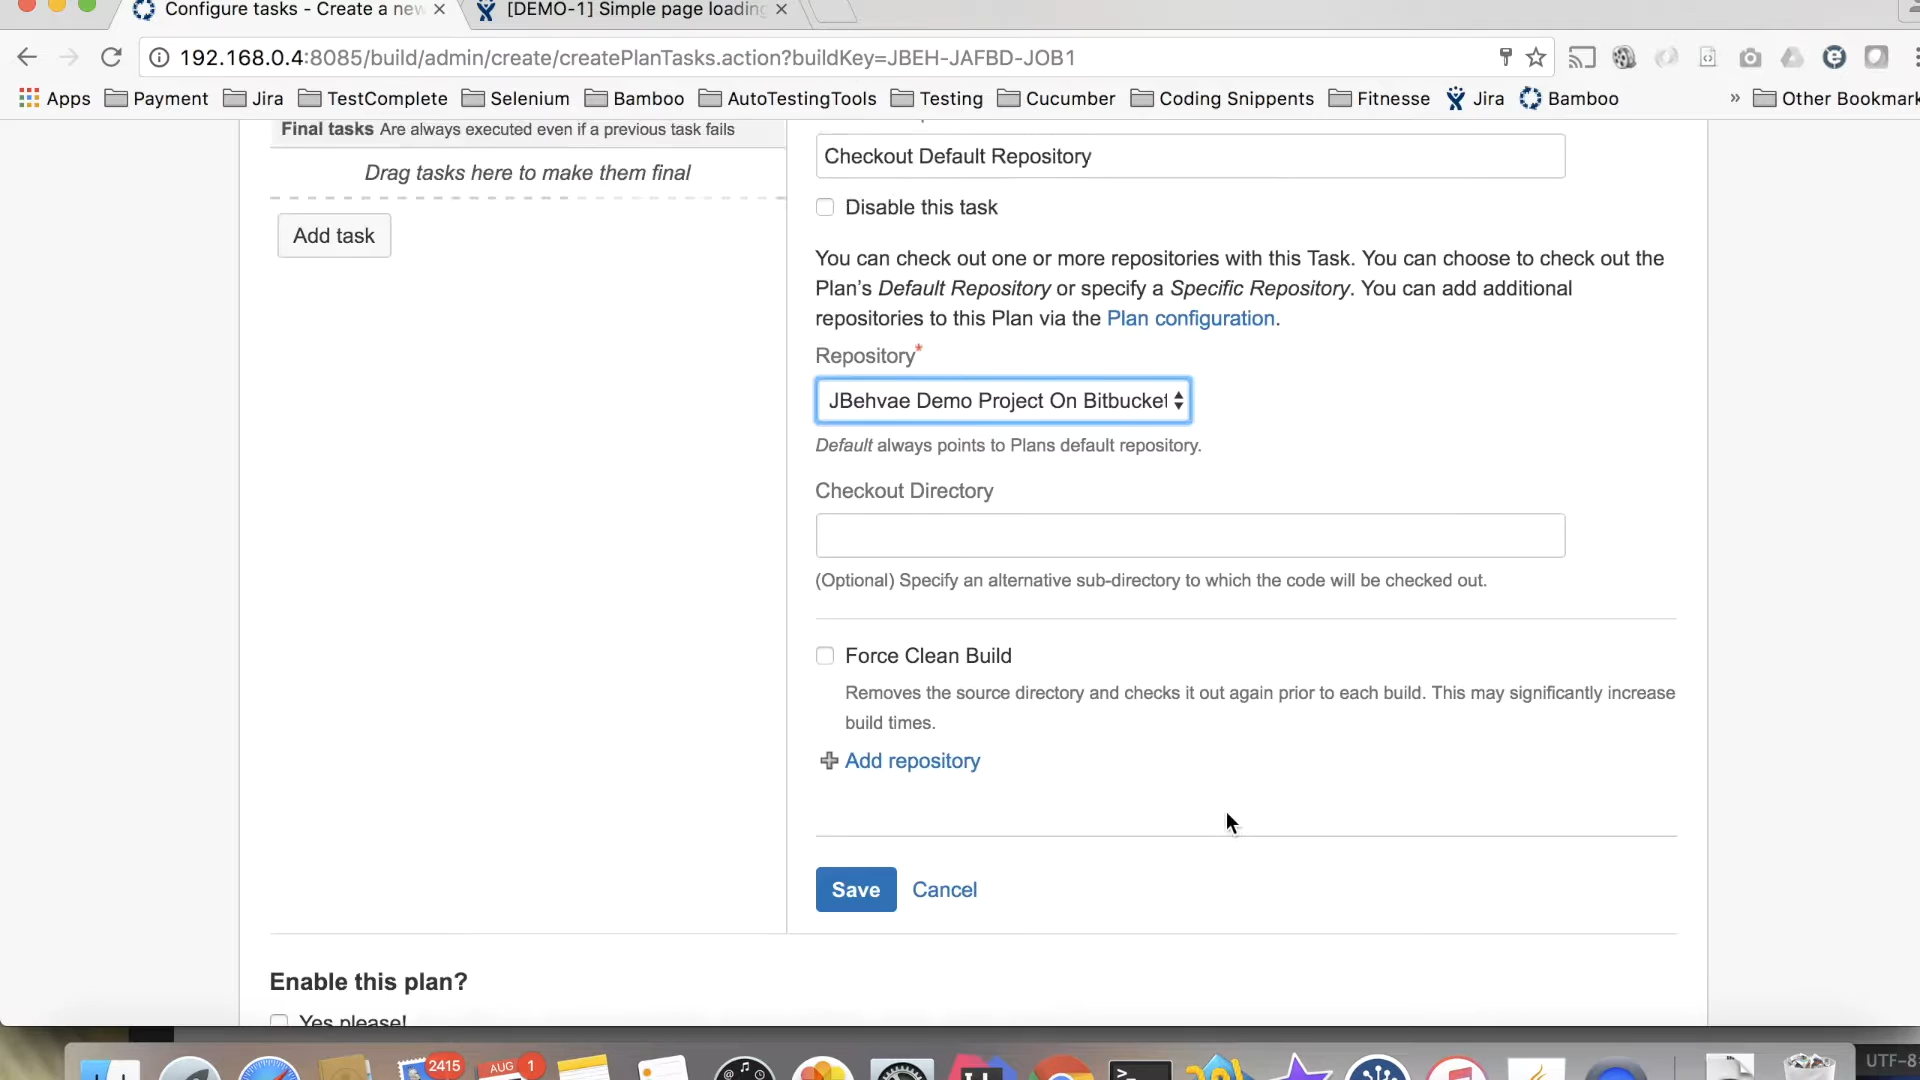 Configure tasks - Create a new
[DEMO-1] Simple page loading
192.168.0.4:8085/build/admin/create/createPlanTasks.action?buildKey=JBEH-JAFBD-JOB1
Apps Payment Jira TestComplete Selenium Bamboo AutoTestingTools Testing Cucumber Coding Snippents Fitnesse Jira Bamboo » Other Bookmark
Final tasks Are always executed even if a previous task fails
Drag tasks here to make them final
Add task
Checkout Default Repository
Disable this task
You can check out one or more repositories with this Task. You can choose to check out the
Plan's Default Repository or specify a Specific Repository. You can add additional
repositories to this Plan via the Plan configuration.
Repository*
JBehvae Demo Project On Bitbucket
Default always points to Plans default repository.
Checkout Directory
(Optional) Specify an alternative sub-directory to which the code will be checked out.
Force Clean Build
Removes the source directory and checks it out again prior to each build. This may significantly increase
build times.
Add repository
Save Cancel
Enable this plan?
Yes please!
2415
AUG 1
UTF-8